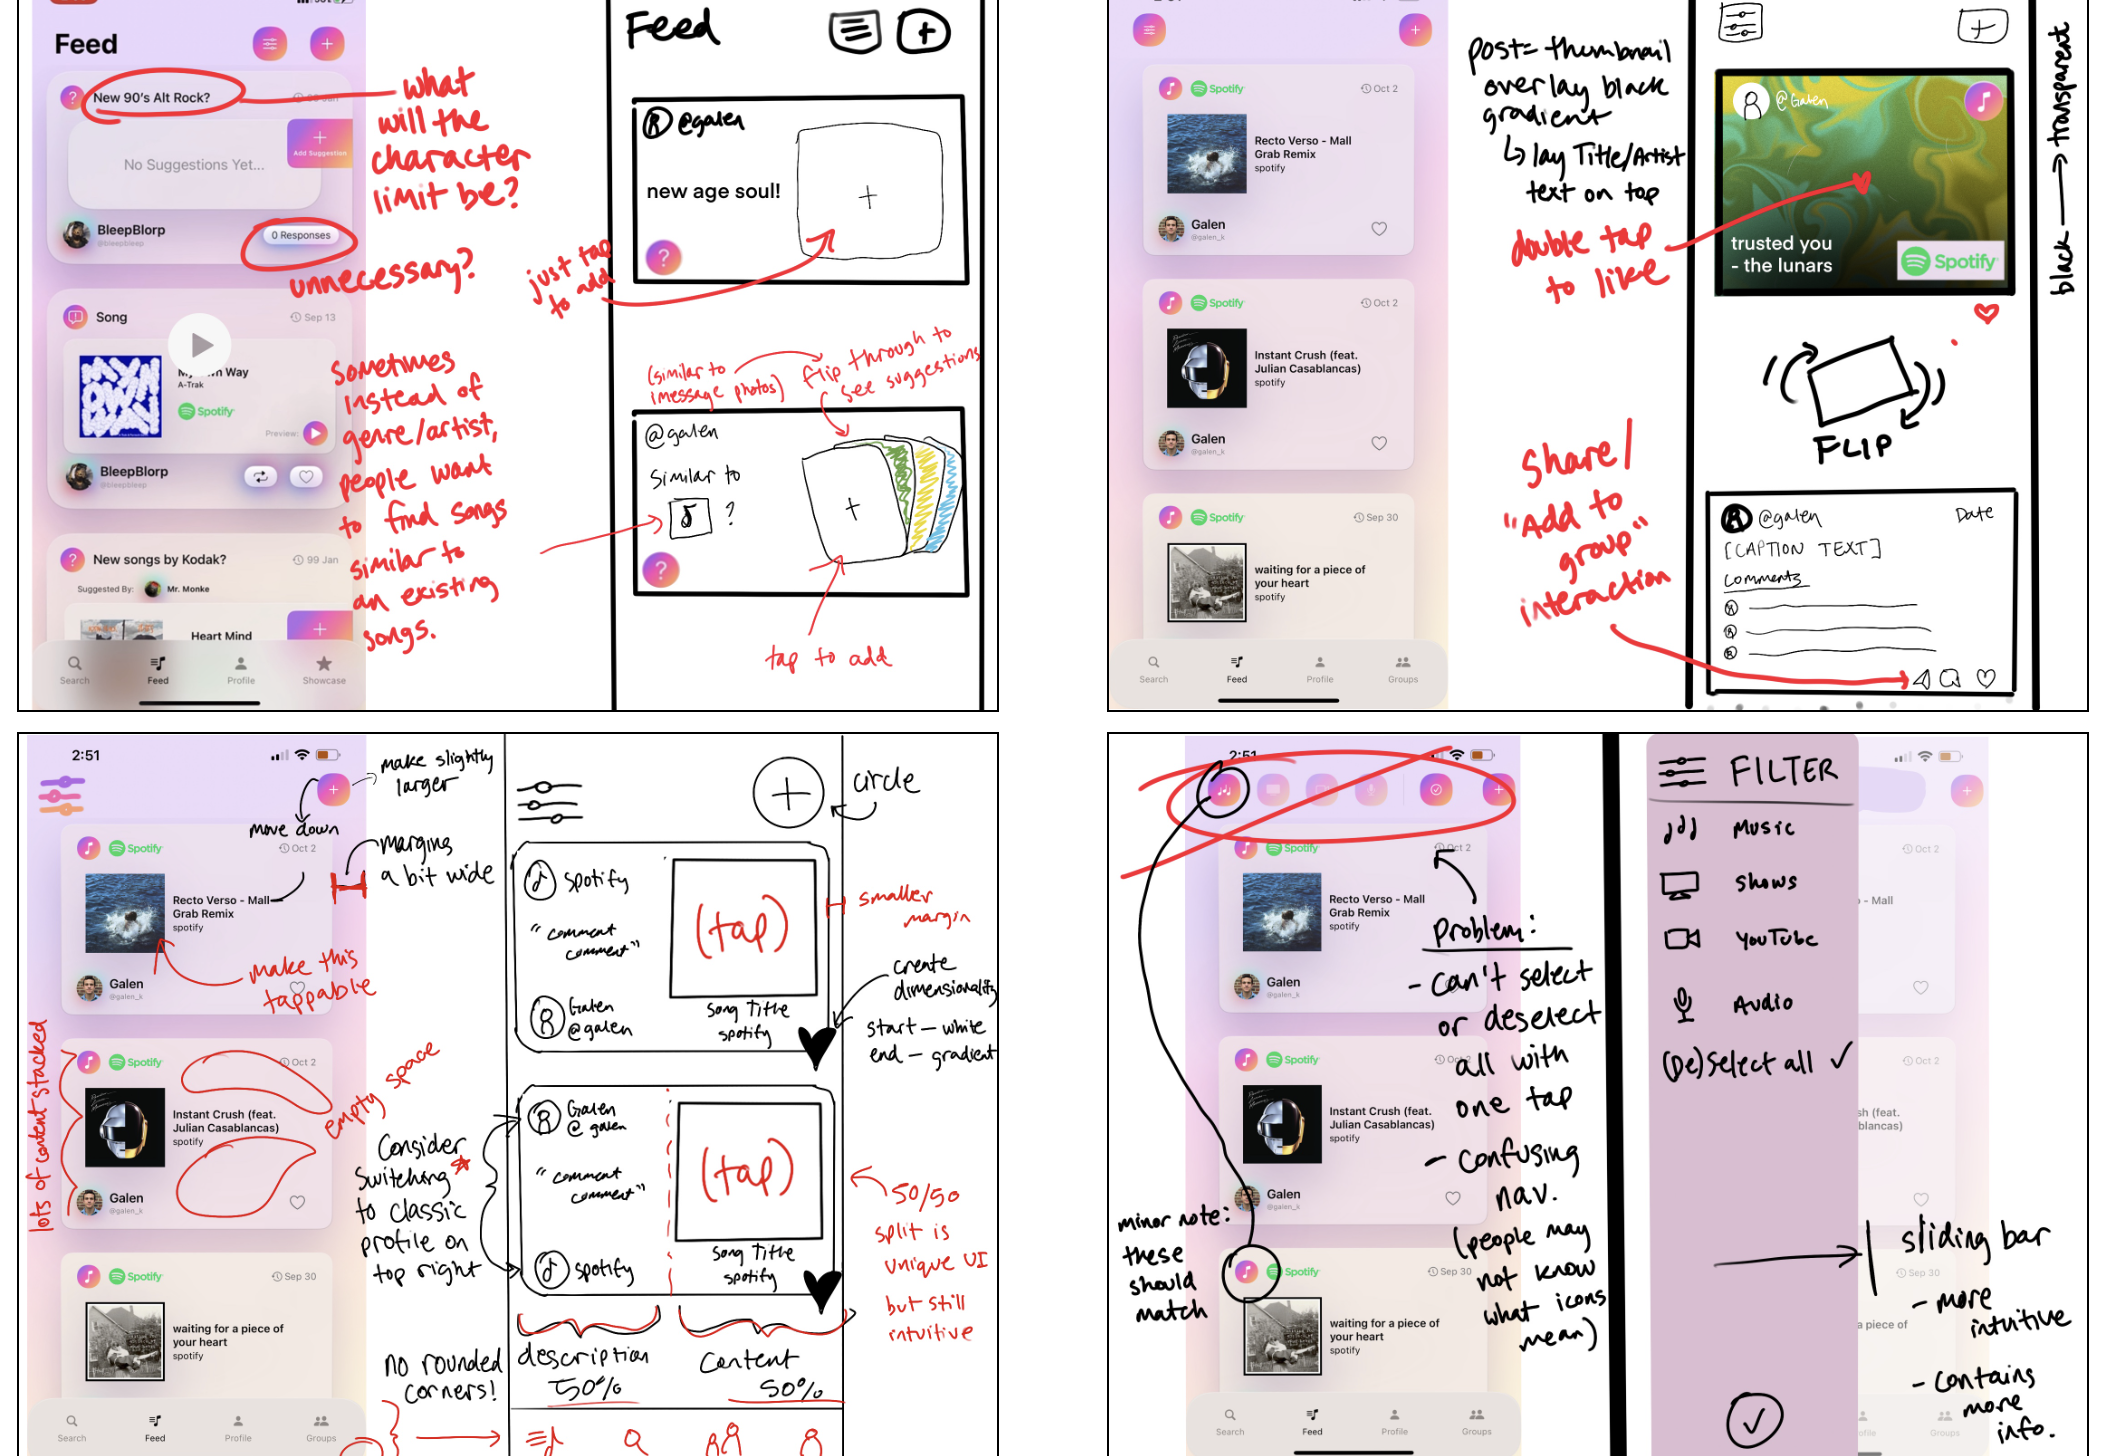 Feed
New 90's Alt Rock?
No Suggestions Yet...
Add Suggestion
BleepBlorp
@bleepbleep
0 Responses
Song
Sep 13
My Own Way
A-Trak
Spotify
Preview:
BleepBlorp
@bleepbleep
New songs by Kodak?
99 Jan
Suggested By:
Mr. Monke
Heart Mind
Search
Feed
Profile
Showcase
what
will the
character
limit be?
unnecessary?
Sometimes
instead of
genre/artist,
people want
to find songs
similar to
an existing
songs.
Feed
@galen
new age soul!
?
just tap
to add
(similar to
imessage photos)
flip through to
see suggestions
@galen
Similar to
?
?
tap to add
Spotify
Oct 2
Recto Verso - Mall
Grab Remix
spotify
Galen
@galen_k
Spotify
Oct 2
Instant Crush (feat.
Julian Casablancas)
spotify
Galen
@galen_k
Spotify
Sep 30
waiting for a piece of
your heart
spotify
Search
Feed
Profile
Groups
post = thumbnail
overlay black
gradient
lay Title/Artist
text on top
double tap
to like
Share/
"Add to
group"
interaction
@Galen
trusted you
- the lunars
Spotify
FLIP
@galen
Date
[CAPTION TEXT]
Comments
black → transparent
2:51
make slightly
larger
move down
margins
a bit wide
Spotify
Oct 2
Recto Verso - Mall
Grab Remix
spotify
make this
tappable
Galen
@galen_k
lots of content stacked
Spotify
Oct 2
empty space
Instant Crush (feat.
Julian Casablancas)
spotify
Galen
@galen_k
Spotify
Sep 30
waiting for a piece of
your heart
spotify
Search
Feed
Profile
Groups
Consider
switching
to classic
profile on
top right
no rounded
corners!
circle
spotify
"comment
comment"
Galen
@galen
(tap)
Song Title
spotify
smaller
margin
create
dimensionality
start - white
end - gradient
Galen
@galen
"comment
comment"
spotify
(tap)
Song Title
spotify
50/50
split is
unique UI
but still
intuitive
description
50%
Content
50%
2:51
Spotify
Oct 2
Recto Verso - Mall
Grab Remix
spotify
Galen
@galen_k
Spotify
Oct 2
Instant Crush (feat.
Julian Casablancas)
spotify
Galen
@galen_k
Spotify
Sep 30
waiting for a piece of
your heart
spotify
Search
Feed
Profile
Groups
minor note:
these
should
match
Problem:
- Can't select
or deselect
all with
one tap
- Confusing
nav.
(people may
not know
what icons
mean)
FILTER
Music
Shows
YouTube
Audio
(De)Select all ✓
Oct 2
- Mall
Oct 2
sh (feat.
blancas)
Sep 30
a piece of
ofile
Groups
sliding bar
- more
intuitive
- contains
more
info.